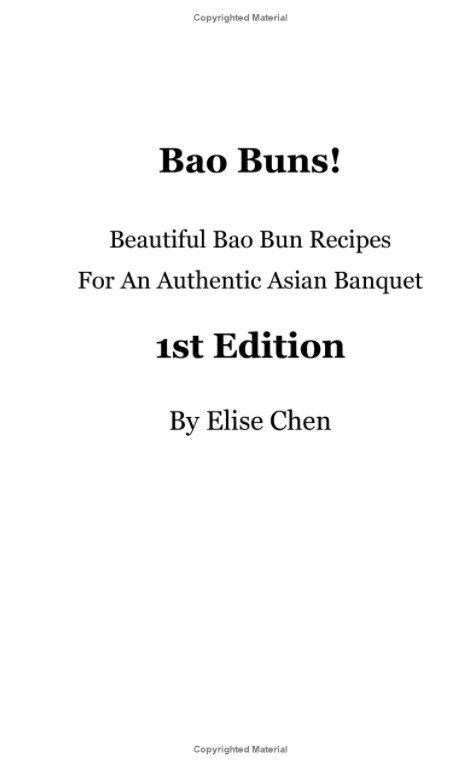 Copyrighted Material
Bao Buns!
Beautiful Bao Bun Recipes
For An Authentic Asian Banquet
1st Edition
By Elise Chen
Copyrighted Material